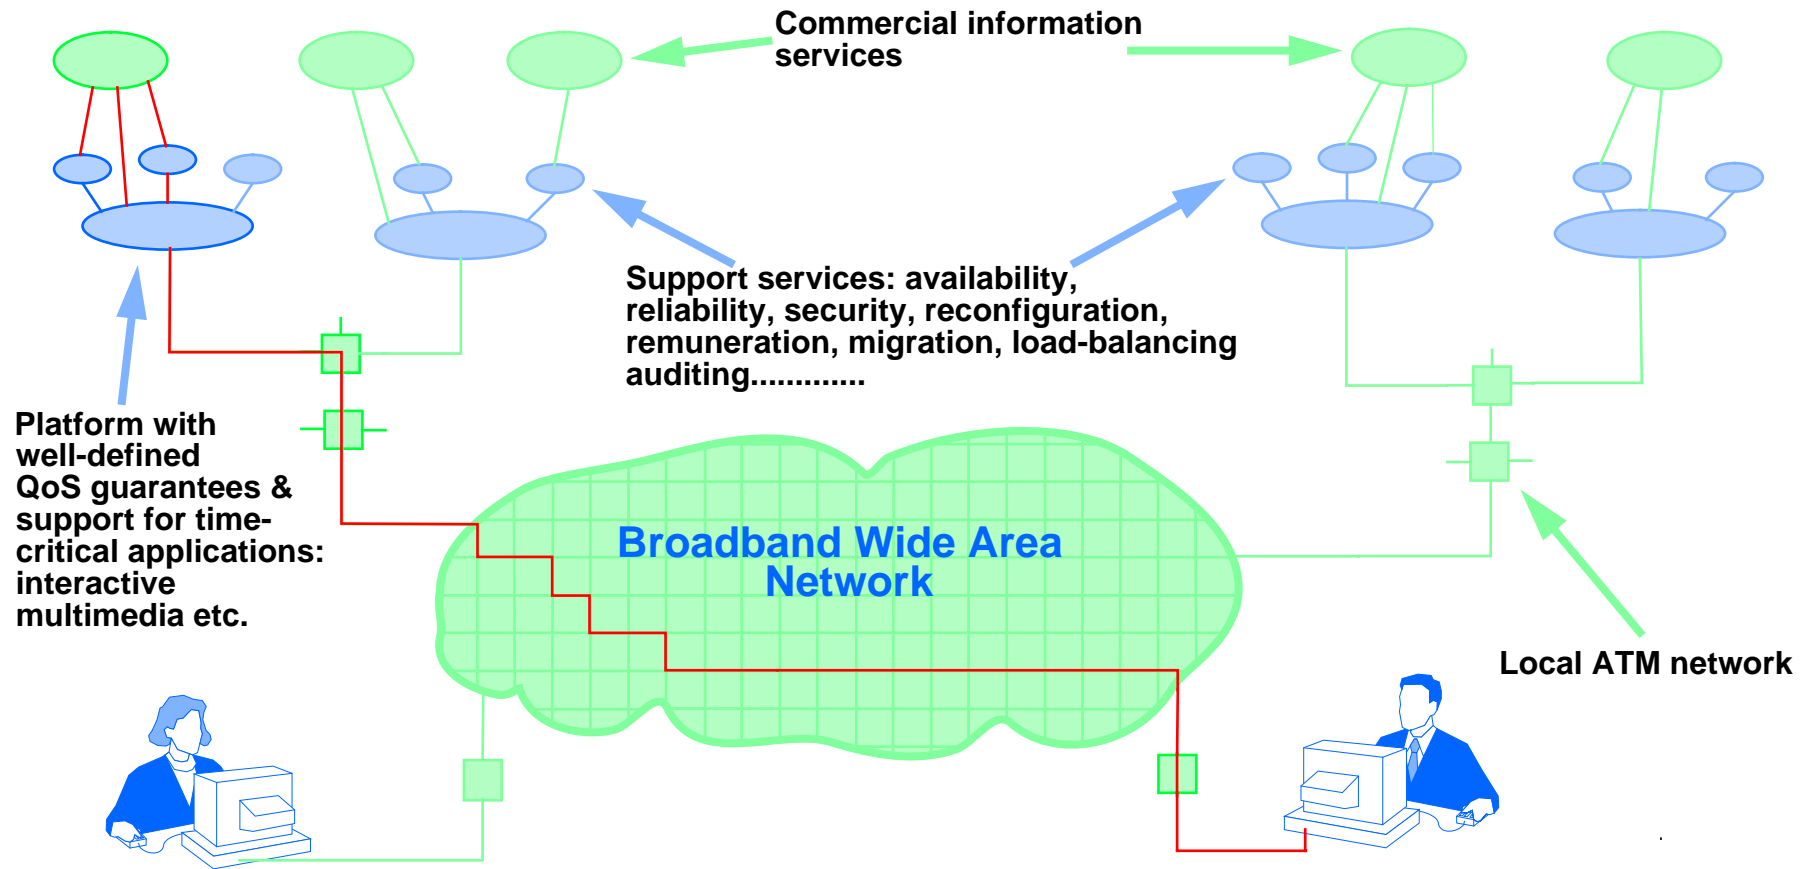 Commercial information
services
Support services: availability,
reliability, security, reconfiguration,
remuneration, migration, load-balancing
auditing.............
Platform with
well-defined
QoS guarantees &
support for time-
critical applications:
interactive
multimedia etc.
Broadband Wide Area
Network
Local ATM network
.